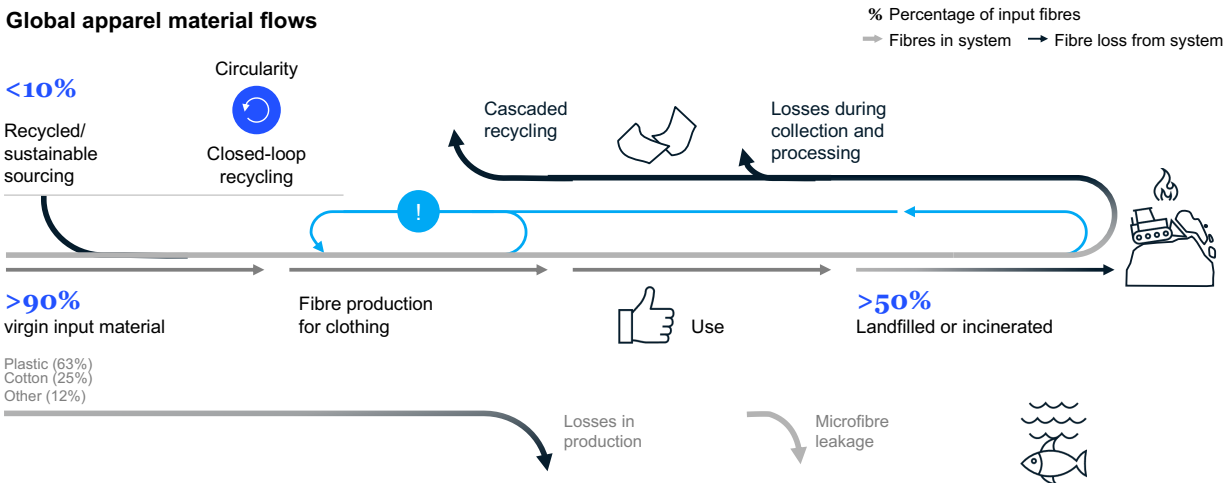 Global apparel material flows
% Percentage of input fibres
Fibres in system
Fibre loss from system
<10%
Recycled/
sustainable
sourcing
Circularity
Closed-loop
recycling
Cascaded
recycling
Losses during
collection and
processing
!
>90%
virgin input material
Fibre production
for clothing
Use
>50%
Landfilled or incinerated
Plastic (63%)
Cotton (25%)
Other (12%)
Losses in
production
Microfibre
leakage